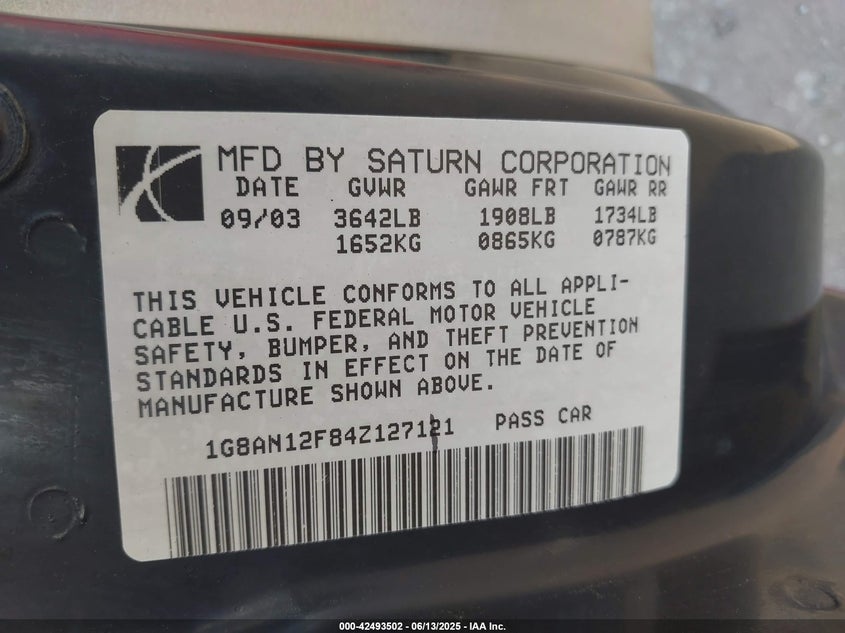 MFD BY SATURN CORPORATION
DATE GVWR GAWR FRT GAWR RR
09/03 3642LB 1908LB 1734LB
1652KG 0865KG 0787KG
THIS VEHICLE CONFORMS TO ALL APPLI-
CABLE U.S. FEDERAL MOTOR VEHICLE
SAFETY, BUMPER, AND THEFT PREVENTION
STANDARDS IN EFFECT ON THE DATE OF
MANUFACTURE SHOWN ABOVE.
1G8AN12F84Z127121 PASS CAR
000-42493502 - 06/13/2025 - IAA Inc.